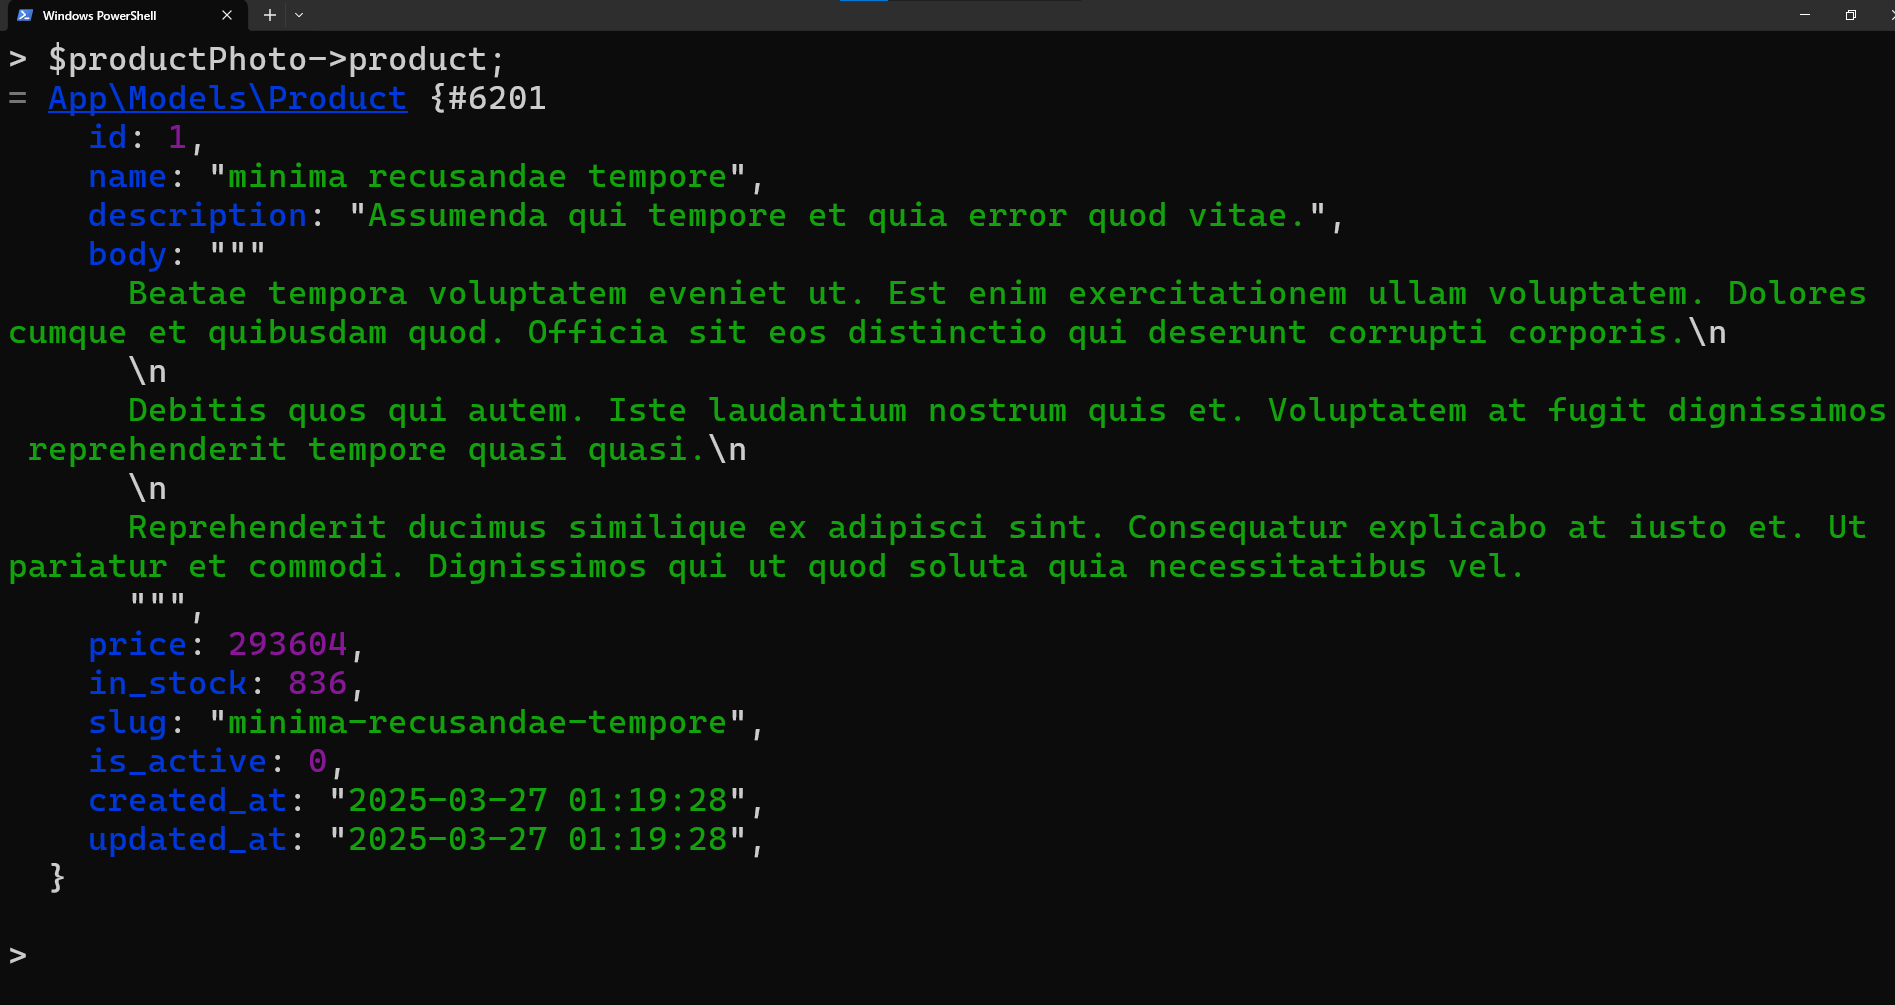 Windows PowerShell
> $productPhoto->product;
= App\Models\Product {#6201
id: 1,
name: "minima recusandae tempore",
description: "Assumenda qui tempore et quia error quod vitae.",
body: """
Beatae tempora voluptatem eveniet ut. Est enim exercitationem ullam voluptatem. Dolores
cumque et quibusdam quod. Officia sit eos distinctio qui deserunt corrupti corporis.\n
\n
Debitis quos qui autem. Iste laudantium nostrum quis et. Voluptatem at fugit dignissimos
reprehenderit tempore quasi quasi.\n
\n
Reprehenderit ducimus similique ex adipisci sint. Consequatur explicabo at iusto et. Ut
pariatur et commodi. Dignissimos qui ut quod soluta quia necessitatibus vel.
""",
price: 293604,
in_stock: 836,
slug: "minima-recusandae-tempore",
is_active: 0,
created_at: "2025-03-27 01:19:28",
updated_at: "2025-03-27 01:19:28",
}
>